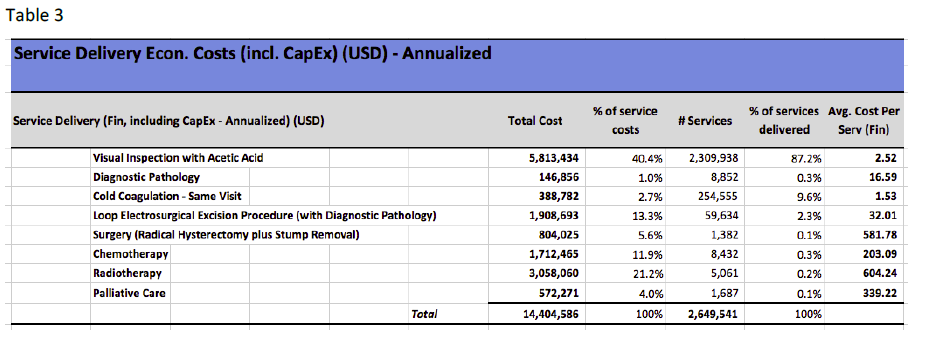 Table 3
Service Delivery Econ. Costs (incl. CapEx) (USD) - Annualized
Service Delivery (Fin, including CapEx - Annualized) (USD) Total Cost % of service costs # Services % of services delivered Avg. Cost Per Serv (Fin)
Visual Inspection with Acetic Acid 5,813,434 40.4% 2,309,938 87.2% 2.52
Diagnostic Pathology 146,856 1.0% 8,852 0.3% 16.59
Cold Coagulation - Same Visit 388,782 2.7% 254,555 9.6% 1.53
Loop Electrosurgical Excision Procedure (with Diagnostic Pathology) 1,908,693 13.3% 59,634 2.3% 32.01
Surgery (Radical Hysterectomy plus Stump Removal) 804,025 5.6% 1,382 0.1% 581.78
Chemotherapy 1,712,465 11.9% 8,432 0.3% 203.09
Radiotherapy 3,058,060 21.2% 5,061 0.2% 604.24
Palliative Care 572,271 4.0% 1,687 0.1% 339.22
Total 14,404,586 100% 2,649,541 100%